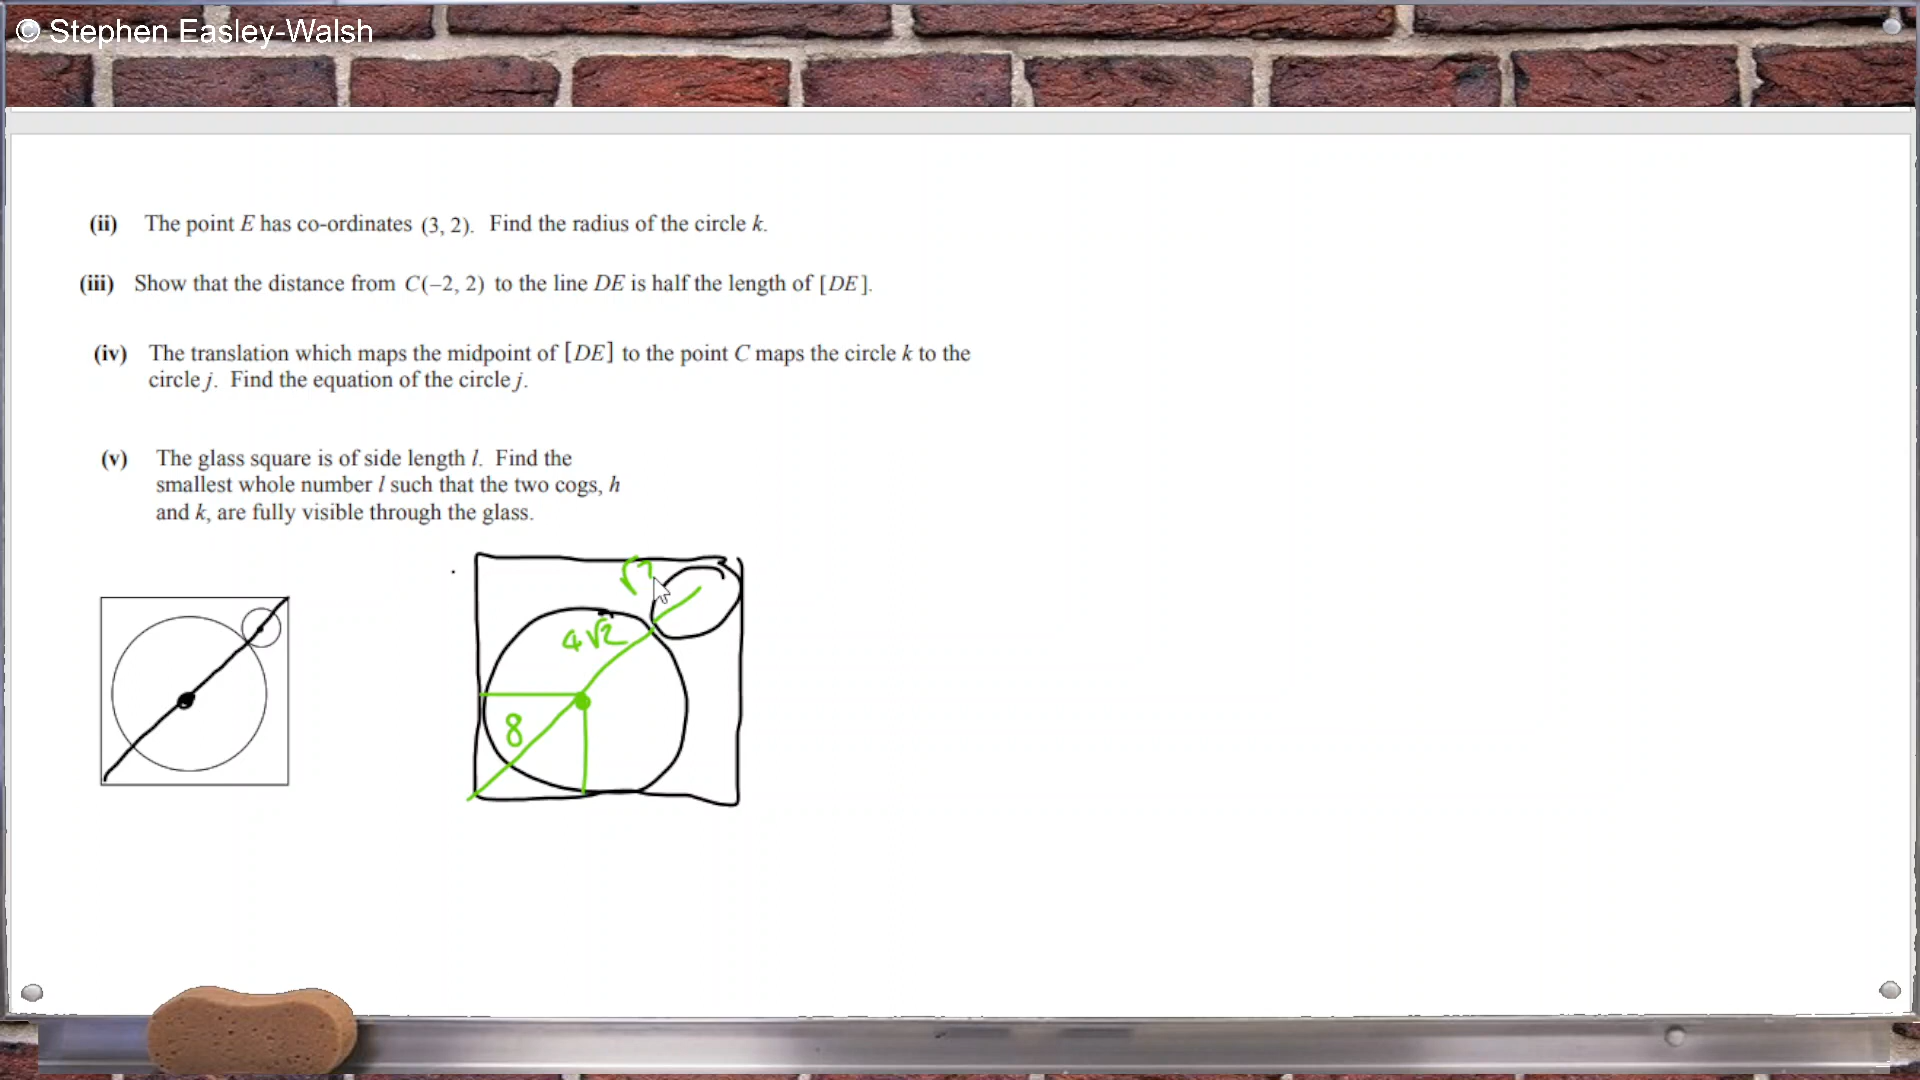 © Stephen Easley-Walsh
(ii) The point E has co-ordinates (3, 2). Find the radius of the circle k.
(iii) Show that the distance from C(–2, 2) to the line DE is half the length of [DE].
(iv) The translation which maps the midpoint of [DE] to the point C maps the circle k to the
circle j. Find the equation of the circle j.
(v) The glass square is of side length l. Find the
smallest whole number l such that the two cogs, h
and k, are fully visible through the glass.
4√2
8